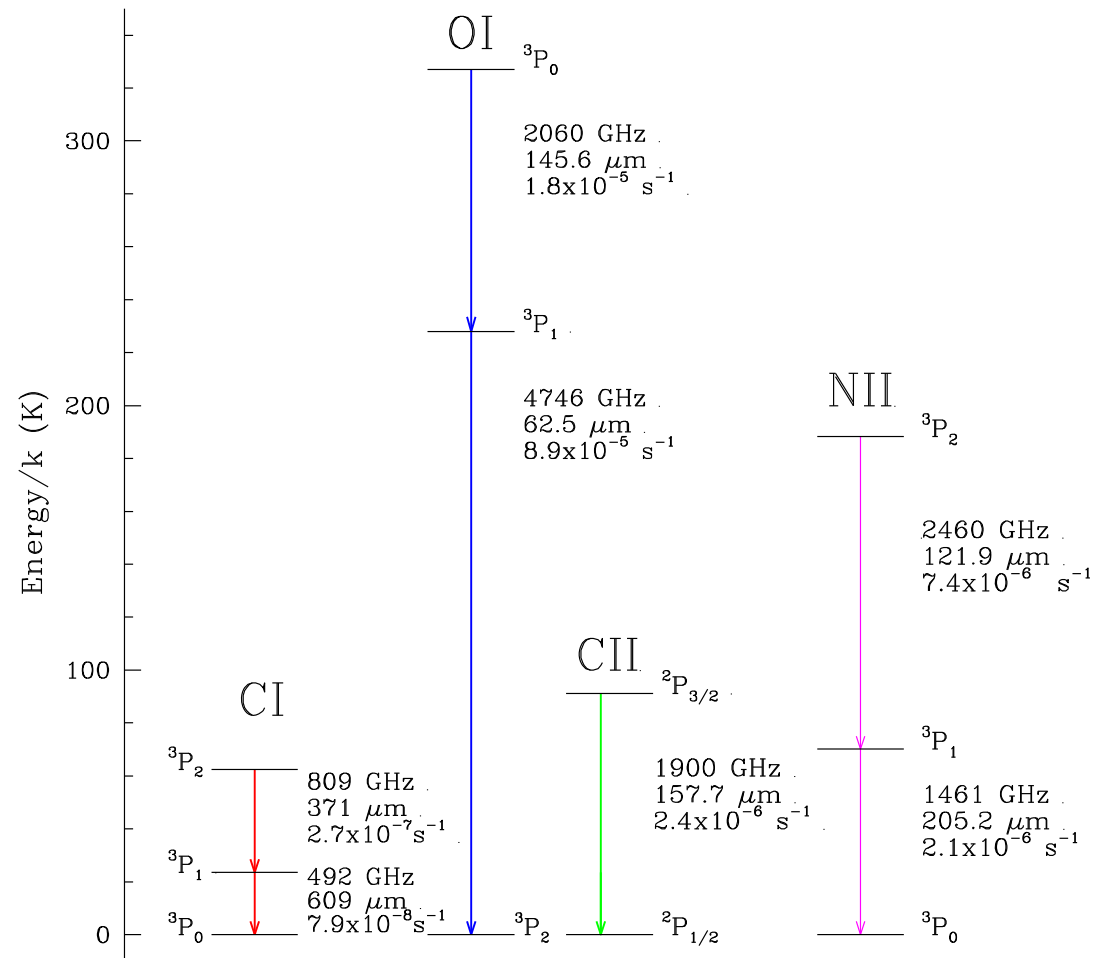 Energy/k (K)
300
200
100
0
OI
³P₀
2060 GHz
145.6 μm
1.8x10⁻⁵ s⁻¹
³P₁
4746 GHz
62.5 μm
8.9x10⁻⁵ s⁻¹
³P₂
NII
³P₂
2460 GHz
121.9 μm
7.4x10⁻⁶ s⁻¹
³P₁
1461 GHz
205.2 μm
2.1x10⁻⁶ s⁻¹
³P₀
CII
²P₃/₂
1900 GHz
157.7 μm
2.4x10⁻⁶ s⁻¹
²P₁/₂
CI
³P₂
809 GHz
371 μm
2.7x10⁻⁷s⁻¹
³P₁
492 GHz
609 μm
7.9x10⁻⁸s⁻¹
³P₀